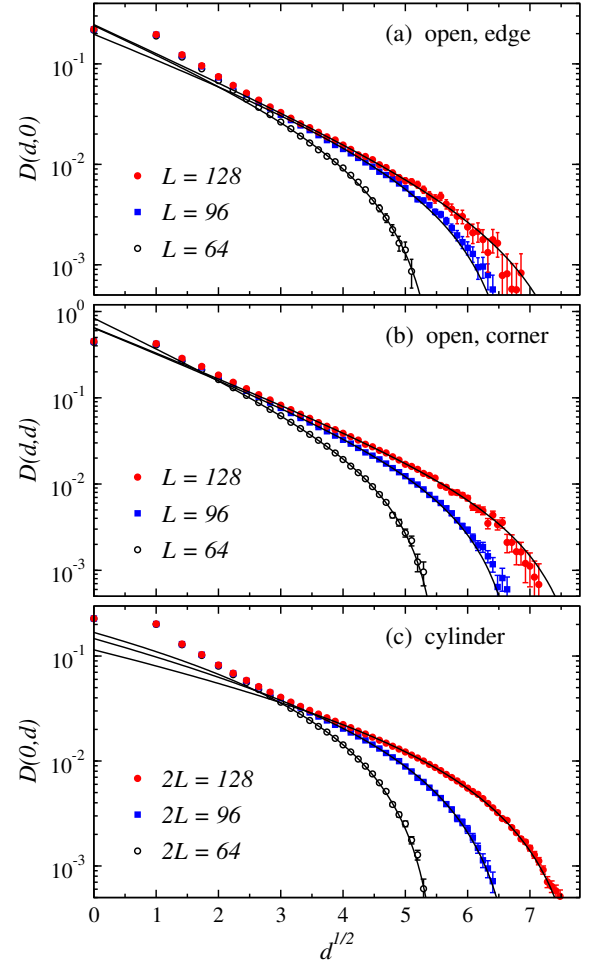 (a) open, edge
10^{-1}
10^{-2}
10^{-3}
D(d,0)
L = 128
L = 96
L = 64
(b) open, corner
10^{0}
10^{-1}
10^{-2}
10^{-3}
D(d,d)
L = 128
L = 96
L = 64
(c) cylinder
10^{-1}
10^{-2}
10^{-3}
D(0,d)
2L = 128
2L = 96
2L = 64
0 1 2 3 4 5 6 7
d^{1/2}